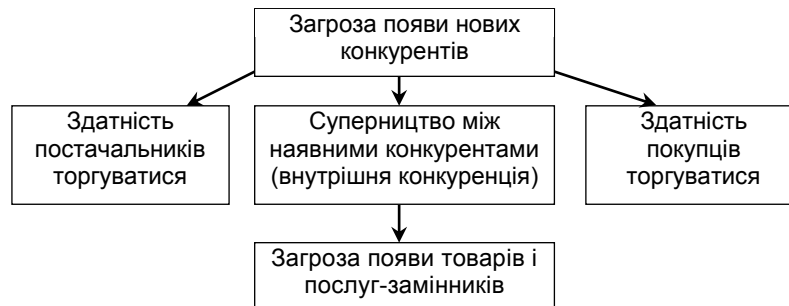 Загроза появи нових
конкурентів
Здатність
постачальників
торгуватися
Суперництво між
наявними конкурентами
(внутрішня конкуренція)
Здатність
покупців
торгуватися
Загроза появи товарів і
послуг-замінників